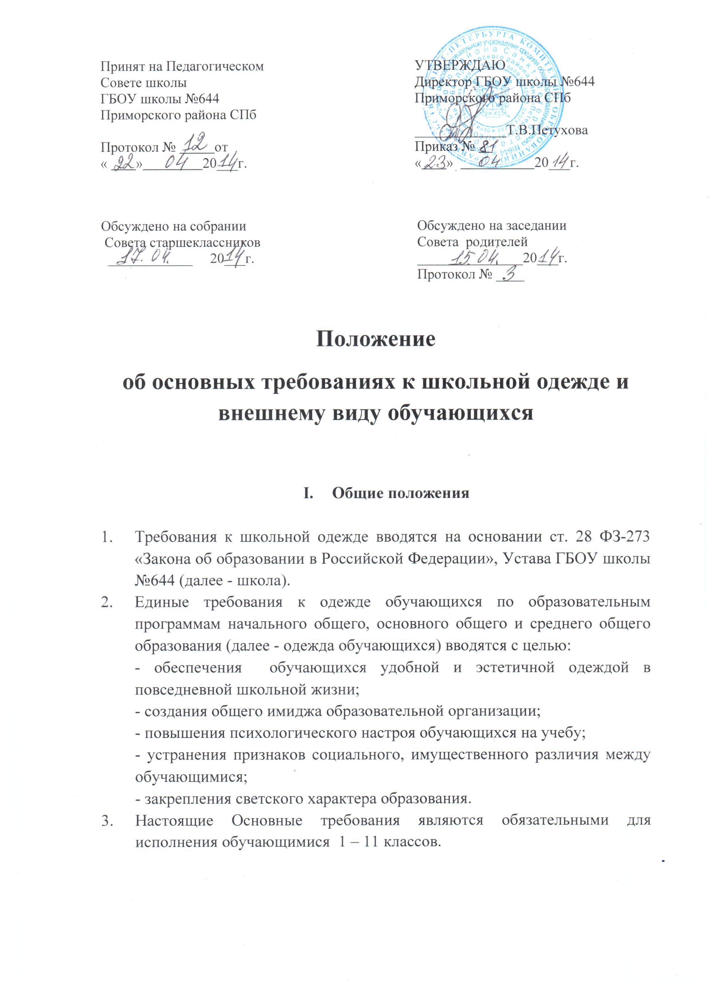 Принят на Педагогическом
Совете школы
ГБОУ школы №644
Приморского района СПб
Протокол № 12 от
« 22 » 04 2014 г.
УТВЕРЖДАЮ
Директор ГБОУ школы №644
Приморского района СПб
Т.В.Петухова
Приказ № 81
« 23 » 04 2014 г.
Обсуждено на собрании
Совета старшеклассников
17. 04. 2014 г.
Обсуждено на заседании
Совета родителей
15. 04. 2014 г.
Протокол № 3
Положение
об основных требованиях к школьной одежде и
внешнему виду обучающихся
I. Общие положения
1. Требования к школьной одежде вводятся на основании ст. 28 ФЗ-273
«Закона об образовании в Российской Федерации», Устава ГБОУ школы
№644 (далее - школа).
2. Единые требования к одежде обучающихся по образовательным
программам начального общего, основного общего и среднего общего
образования (далее - одежда обучающихся) вводятся с целью:
- обеспечения обучающихся удобной и эстетичной одеждой в
повседневной школьной жизни;
- создания общего имиджа образовательной организации;
- повышения психологического настроя обучающихся на учебу;
- устранения признаков социального, имущественного различия между
обучающимися;
- закрепления светского характера образования.
3. Настоящие Основные требования являются обязательными для
исполнения обучающимися 1 – 11 классов.